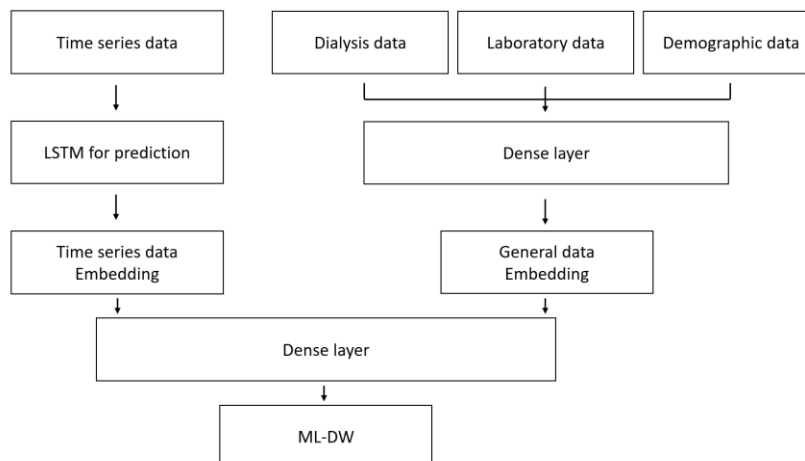 Time series data
Dialysis data
Laboratory data
Demographic data
LSTM for prediction
Dense layer
Time series data
Embedding
General data
Embedding
Dense layer
ML-DW